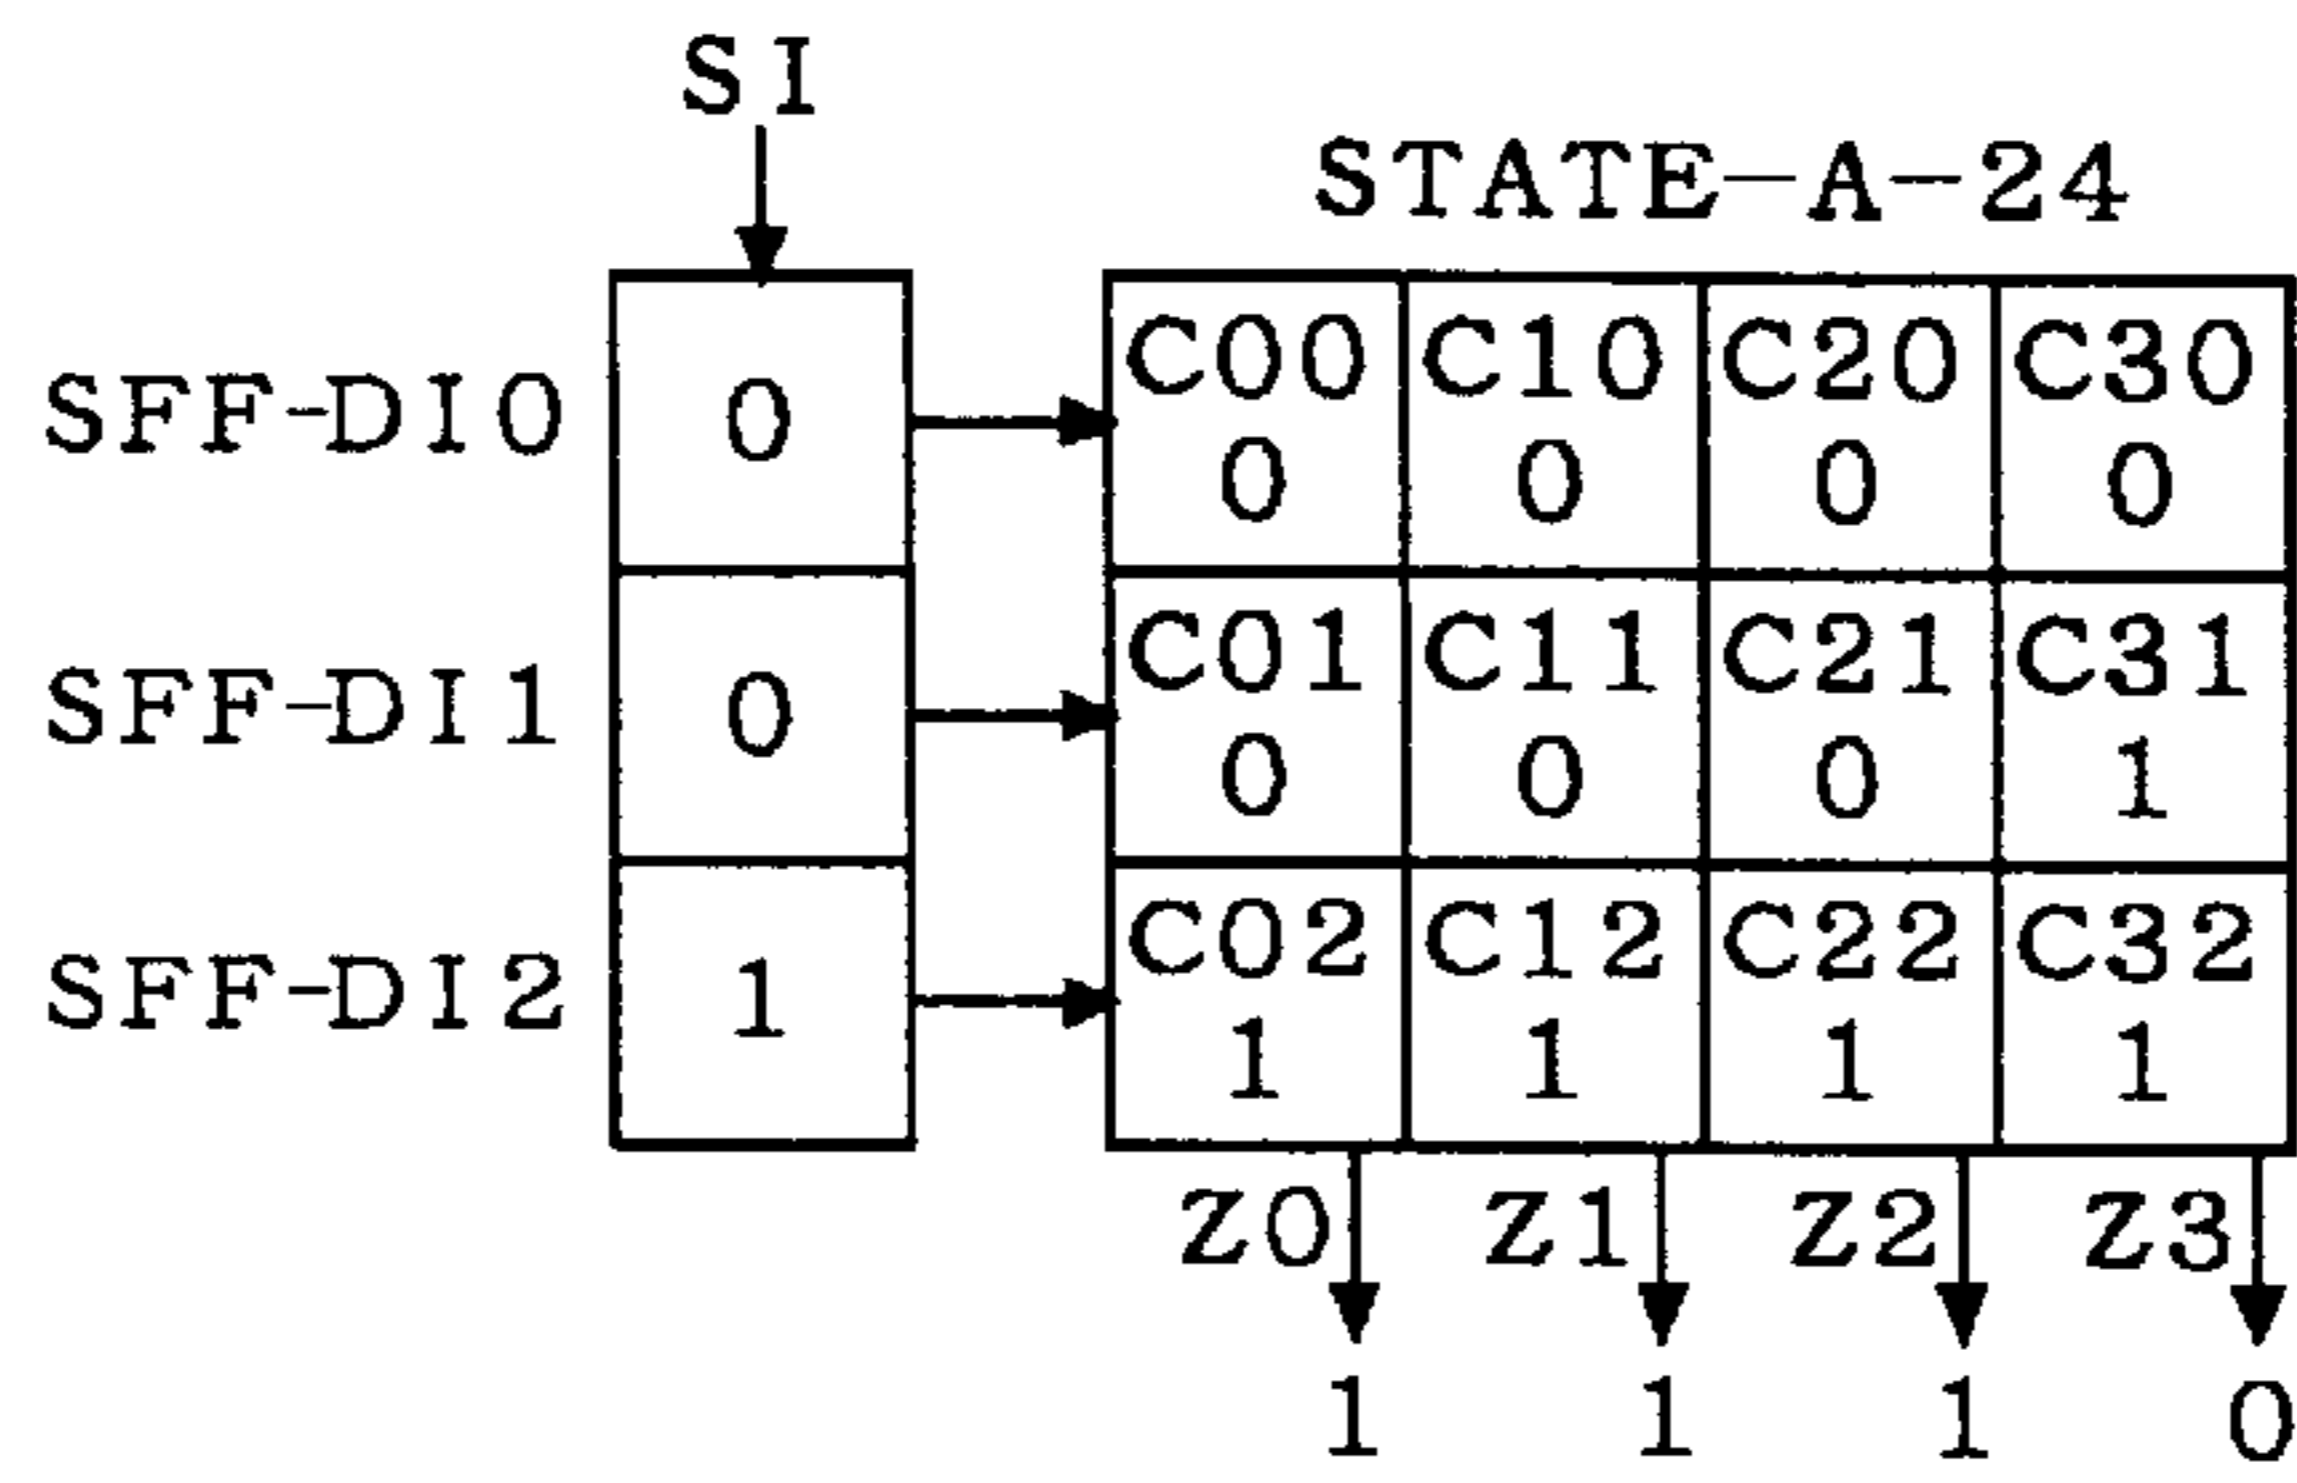 SI
STATE-A-24
C00 C10 C20 C30
SFF-DI0 0 0 0 0 0
C01 C11 C21 C31
SFF-DI1 0 0 0 0 1
C02 C12 C22 C32
SFF-DI2 1 1 1 1 1
Z0 Z1 Z2 Z3
1 1 1 0